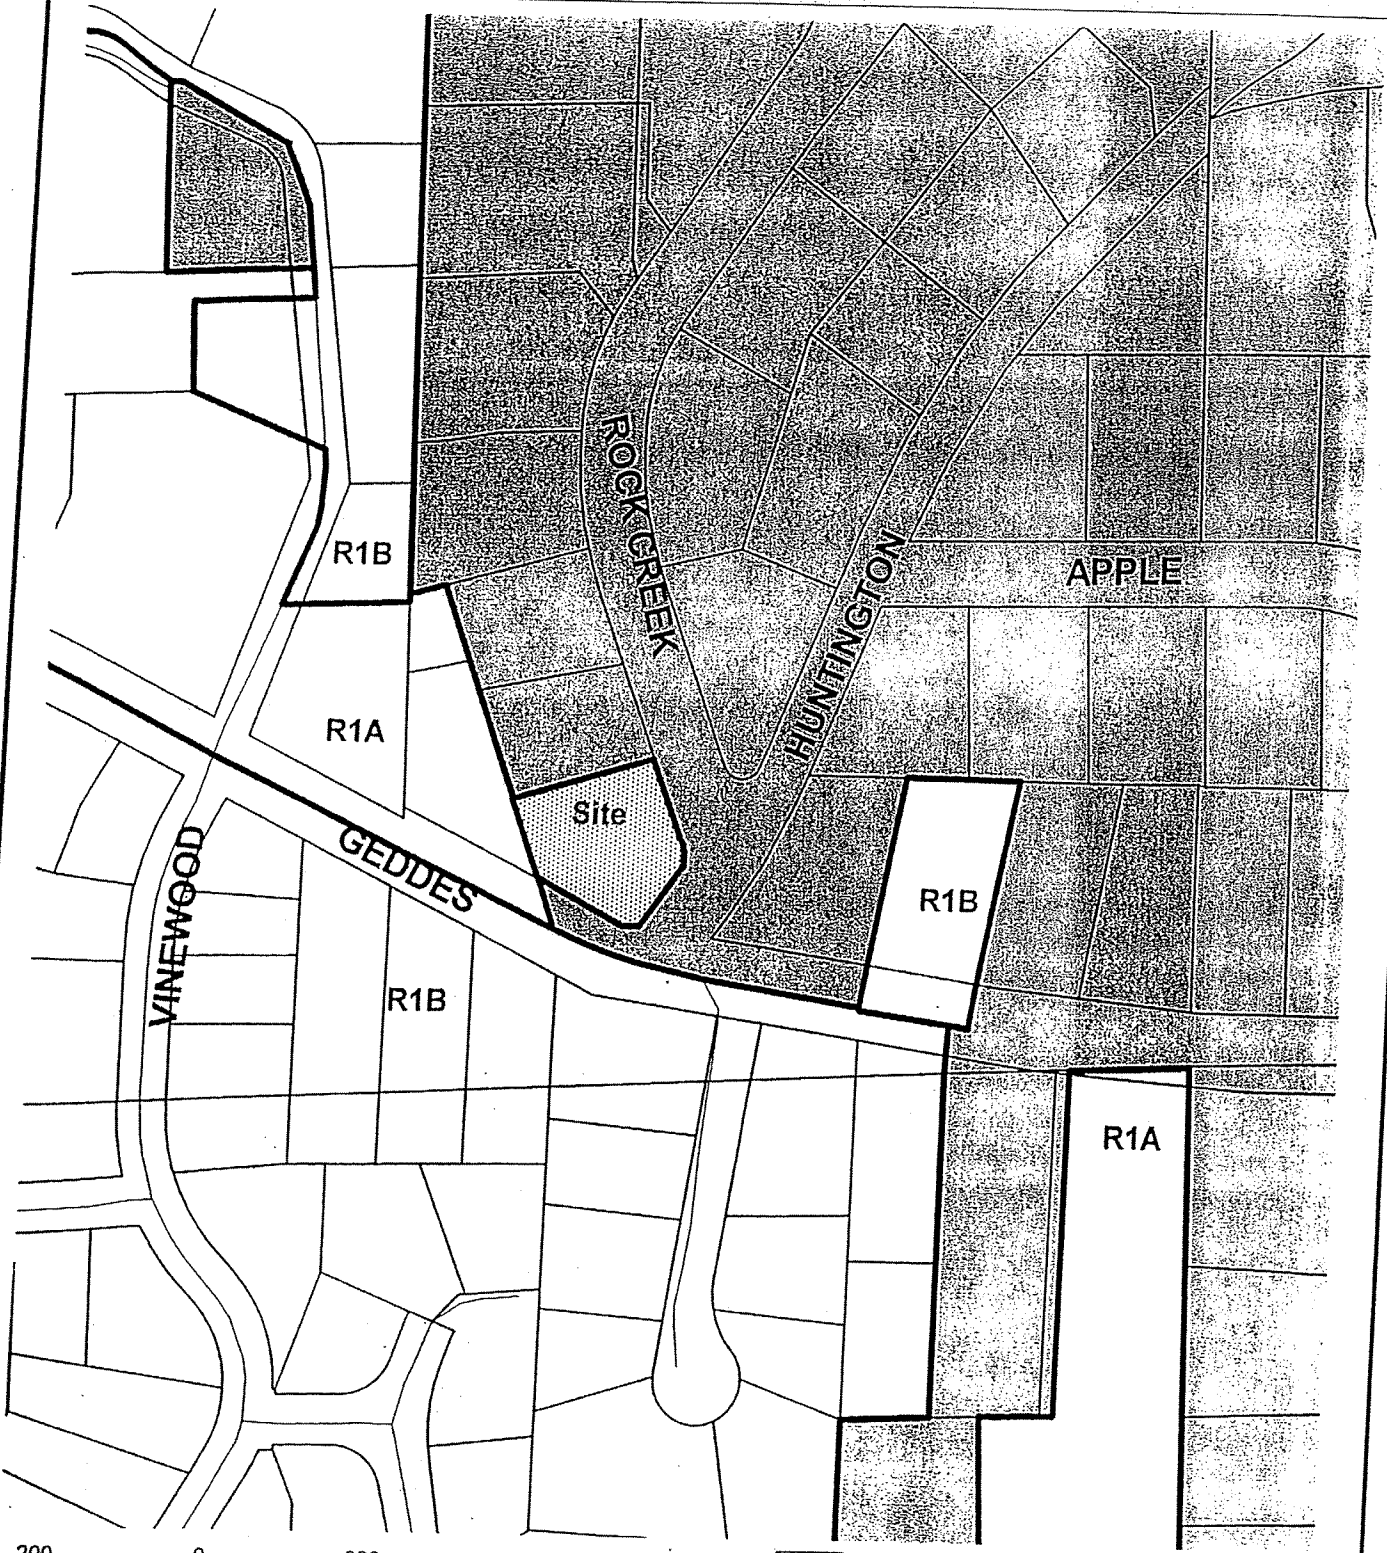 ROCK CREEK
R1B
HUNTINGTON
APPLE
R1A
Site
GEDDES
VINEWOOD
R1B
R1B
R1A